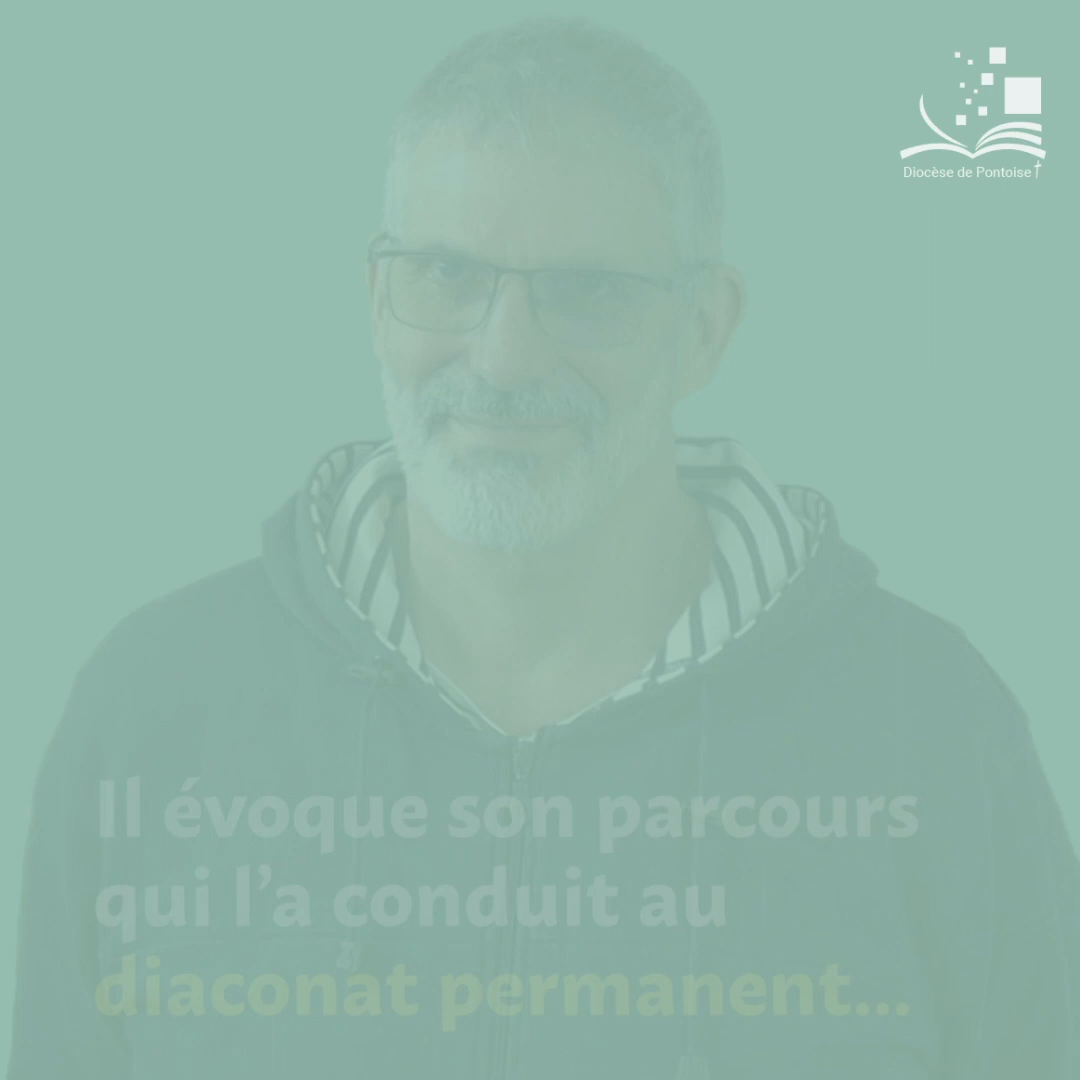 Diocèse de Pontoise
Il évoque son parcours
qui l’a conduit au
diaconat permanent...